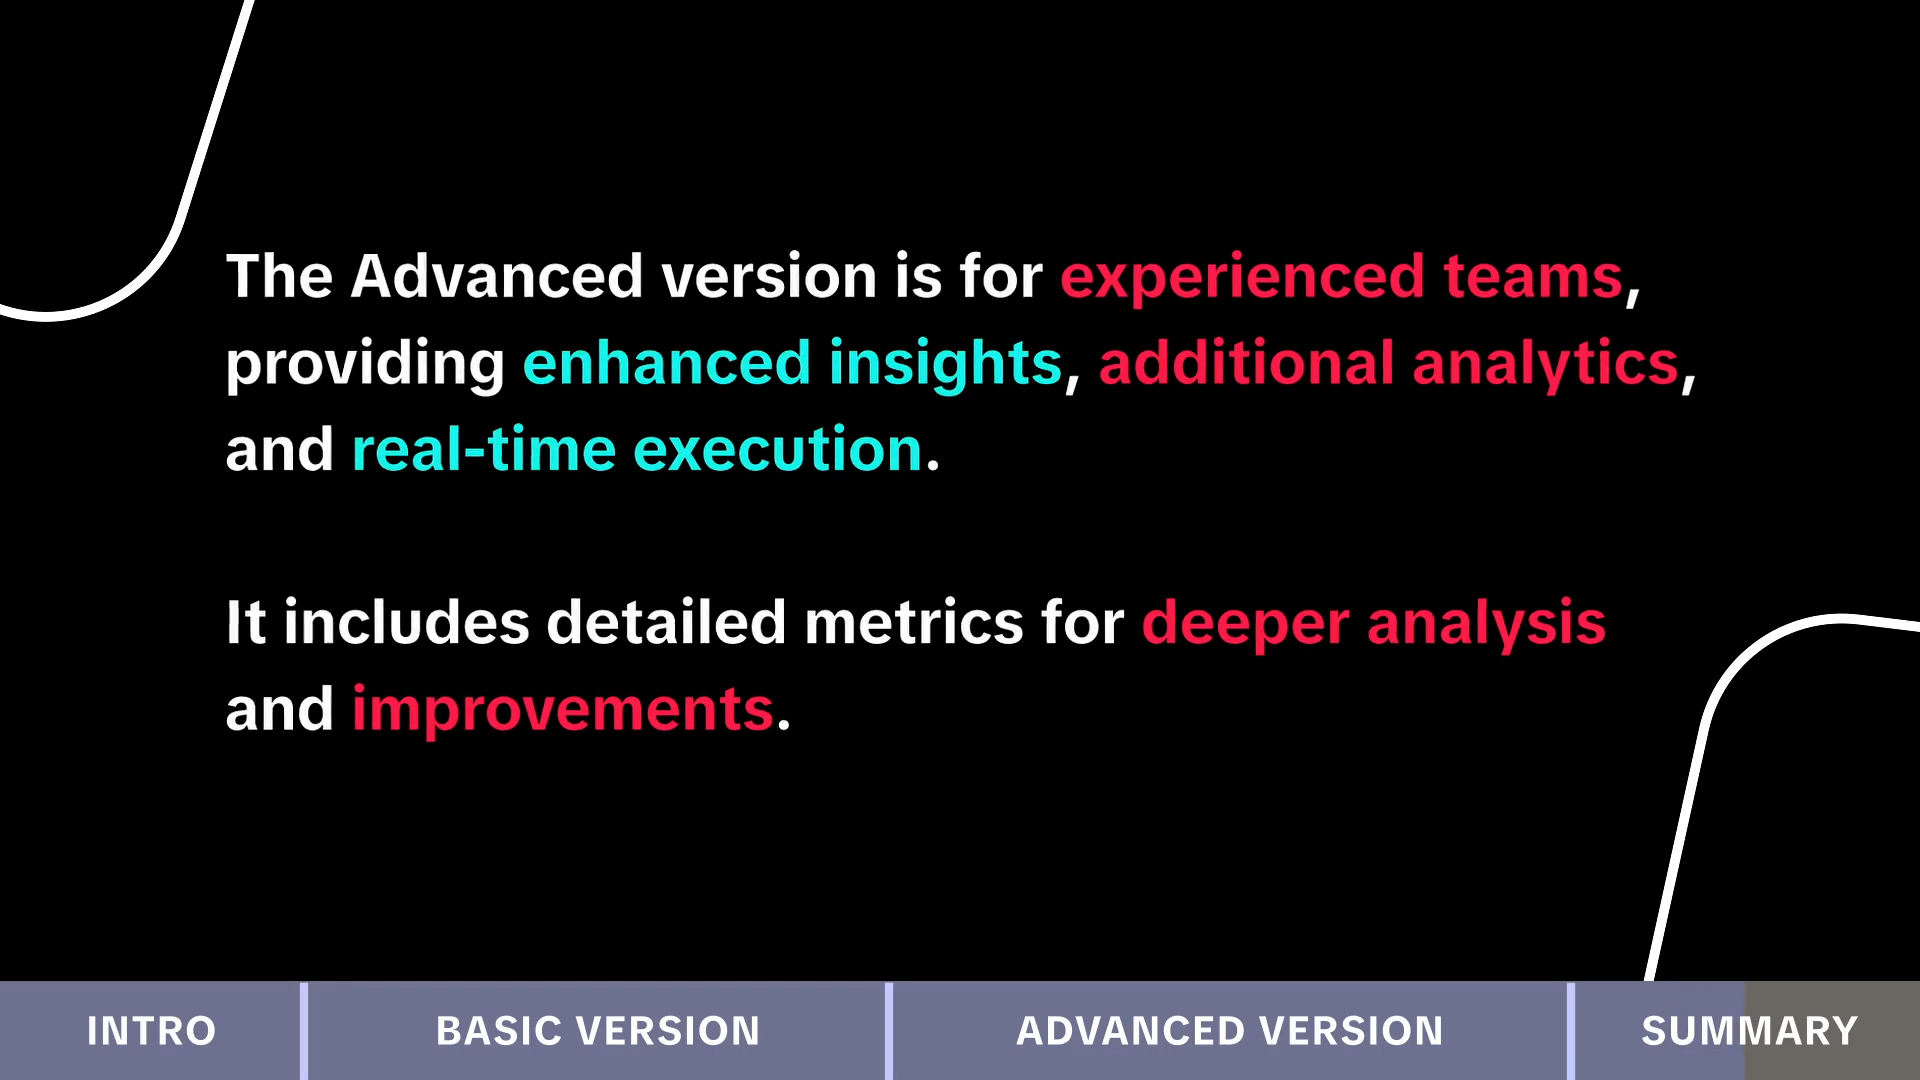 The Advanced version is for experienced teams,
providing enhanced insights, additional analytics,
and real-time execution.
It includes detailed metrics for deeper analysis
and improvements.
INTRO
BASIC VERSION
ADVANCED VERSION
SUMMARY